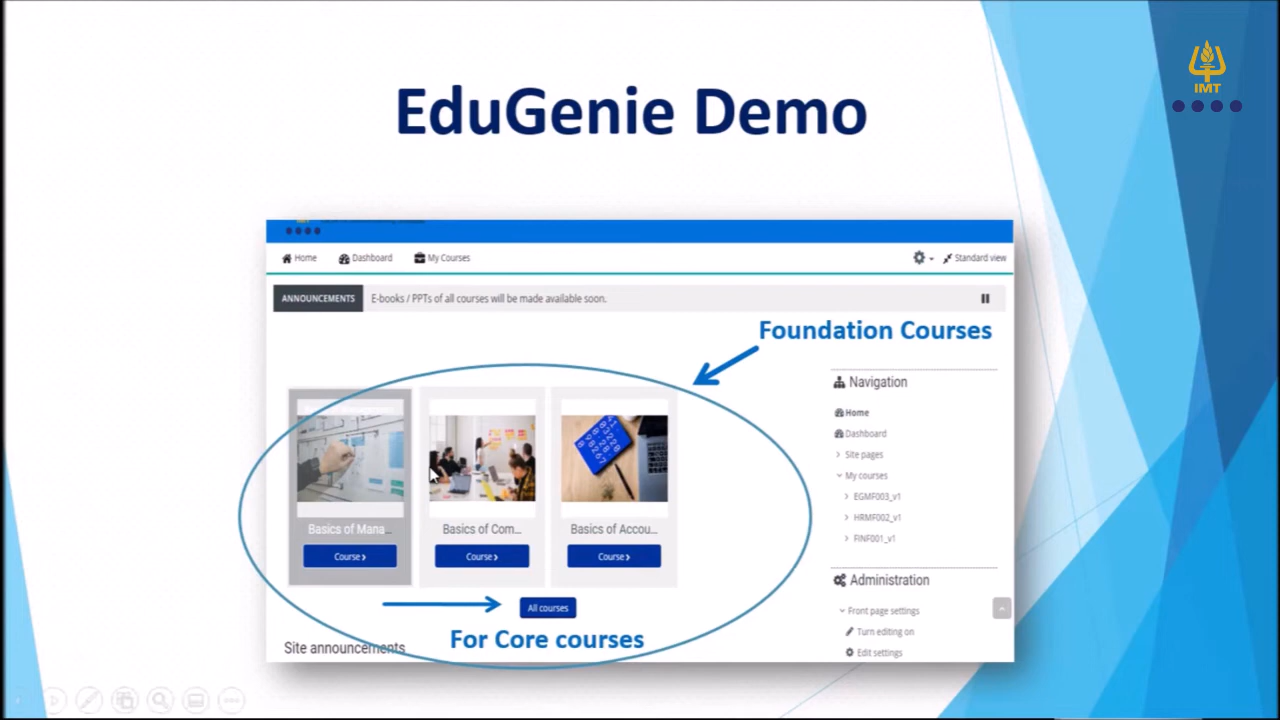 IMT
EduGenie Demo
Home Dashboard My Courses Standard view
ANNOUNCEMENTS E-books / PPTs of all courses will be made available soon.
Foundation Courses
Basics of Mana...
Course
Basics of Com...
Course
Basics of Accou...
Course
All courses
For Core courses
Site announcements
Navigation
Home
Dashboard
Site pages
My courses
EGMF003_v1
HRMF002_v1
FINF001_v1
Administration
Front page settings
Turn editing on
Edit settings